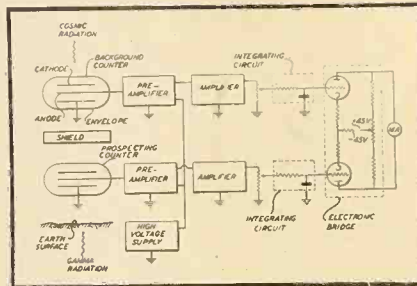 COSMIC
RADIATION
BACKGROUND
COUNTER
CATHODE
ANODE
ENVELOPE
SHIELD
PRE-
AMPLIFIER
AMPLIFIER
INTEGRATING
CIRCUIT
+45V
-45V
PROSPECTING
COUNTER
PRE-
AMPLIFIER
AMPLIFIER
EARTH
SURFACE
GAMMA
RADIATION
HIGH
VOLTAGE
SUPPLY
INTEGRATING
CIRCUIT
ELECTRONIC
BRIDGE